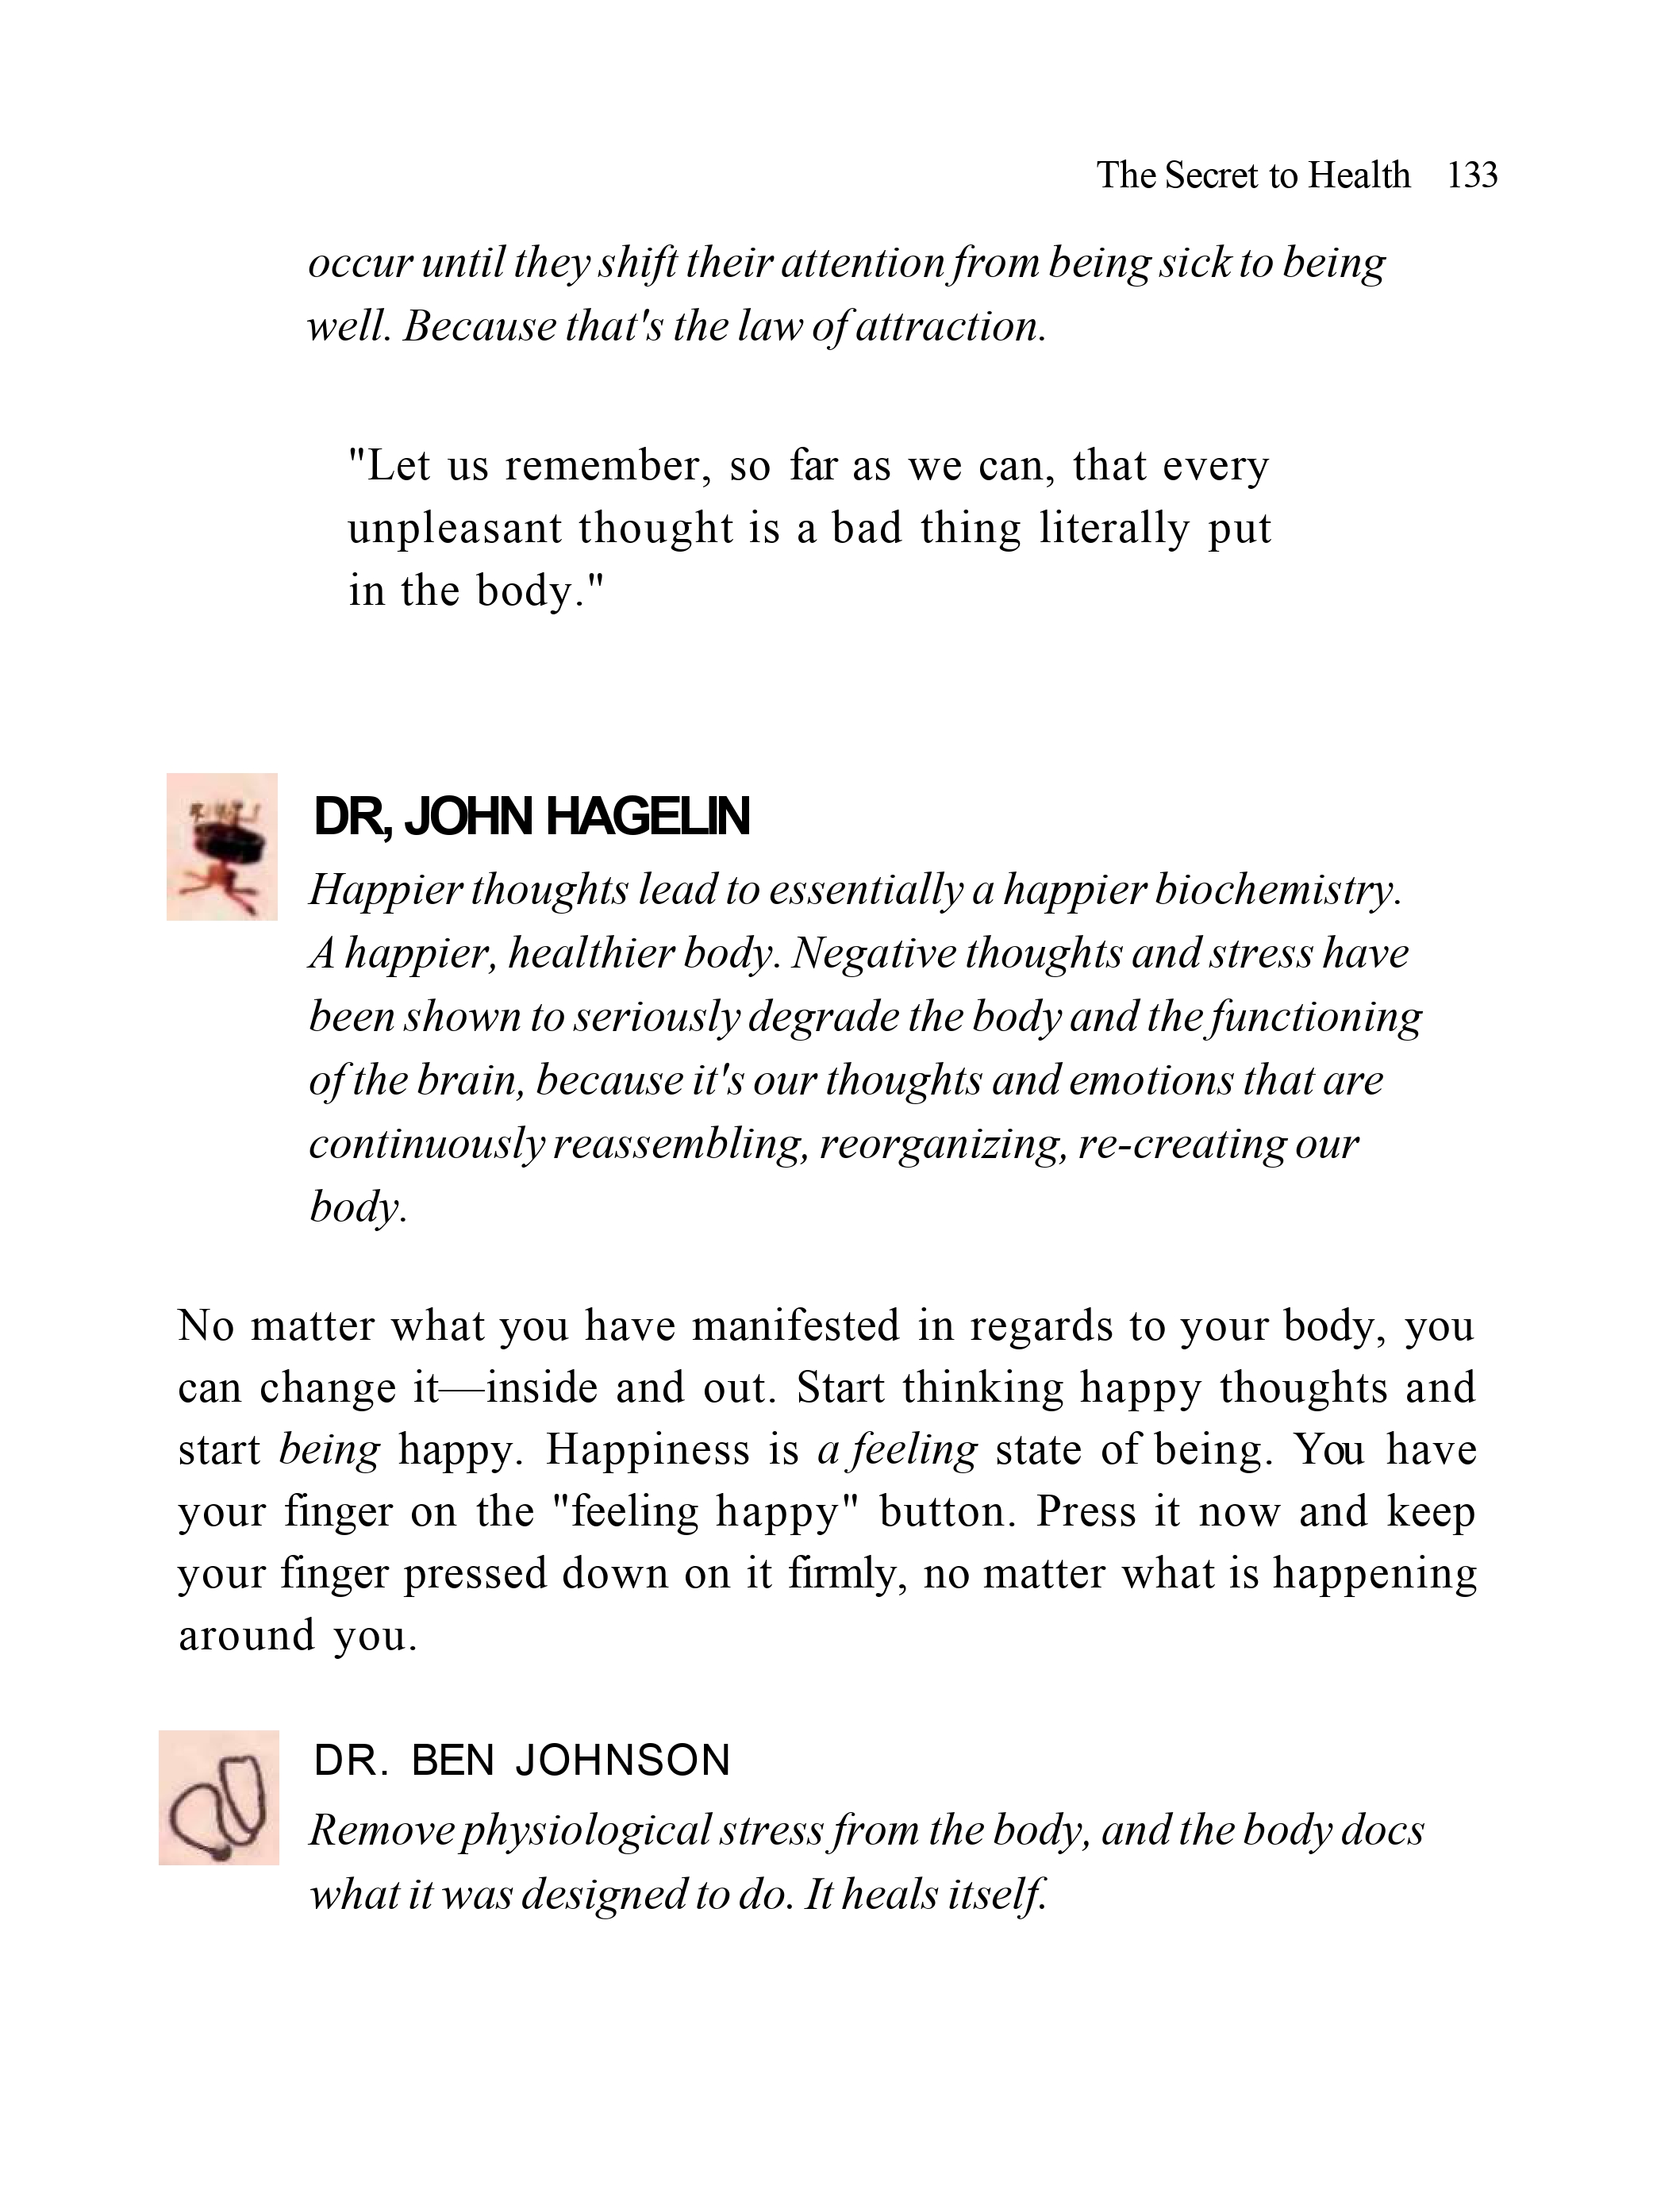 The Secret to Health 133
occur until they shift their attention from being sick to being
well. Because that's the law of attraction.
"Let us remember, so far as we can, that every
unpleasant thought is a bad thing literally put
in the body."
DR, JOHN HAGELIN
Happier thoughts lead to essentially a happier biochemistry.
A happier, healthier body. Negative thoughts and stress have
been shown to seriously degrade the body and the functioning
of the brain, because it's our thoughts and emotions that are
continuously reassembling, reorganizing, re-creating our
body.
No matter what you have manifested in regards to your body, you
can change it—inside and out. Start thinking happy thoughts and
start being happy. Happiness is a feeling state of being. You have
your finger on the "feeling happy" button. Press it now and keep
your finger pressed down on it firmly, no matter what is happening
around you.
DR. BEN JOHNSON
Remove physiological stress from the body, and the body docs
what it was designed to do. It heals itself.